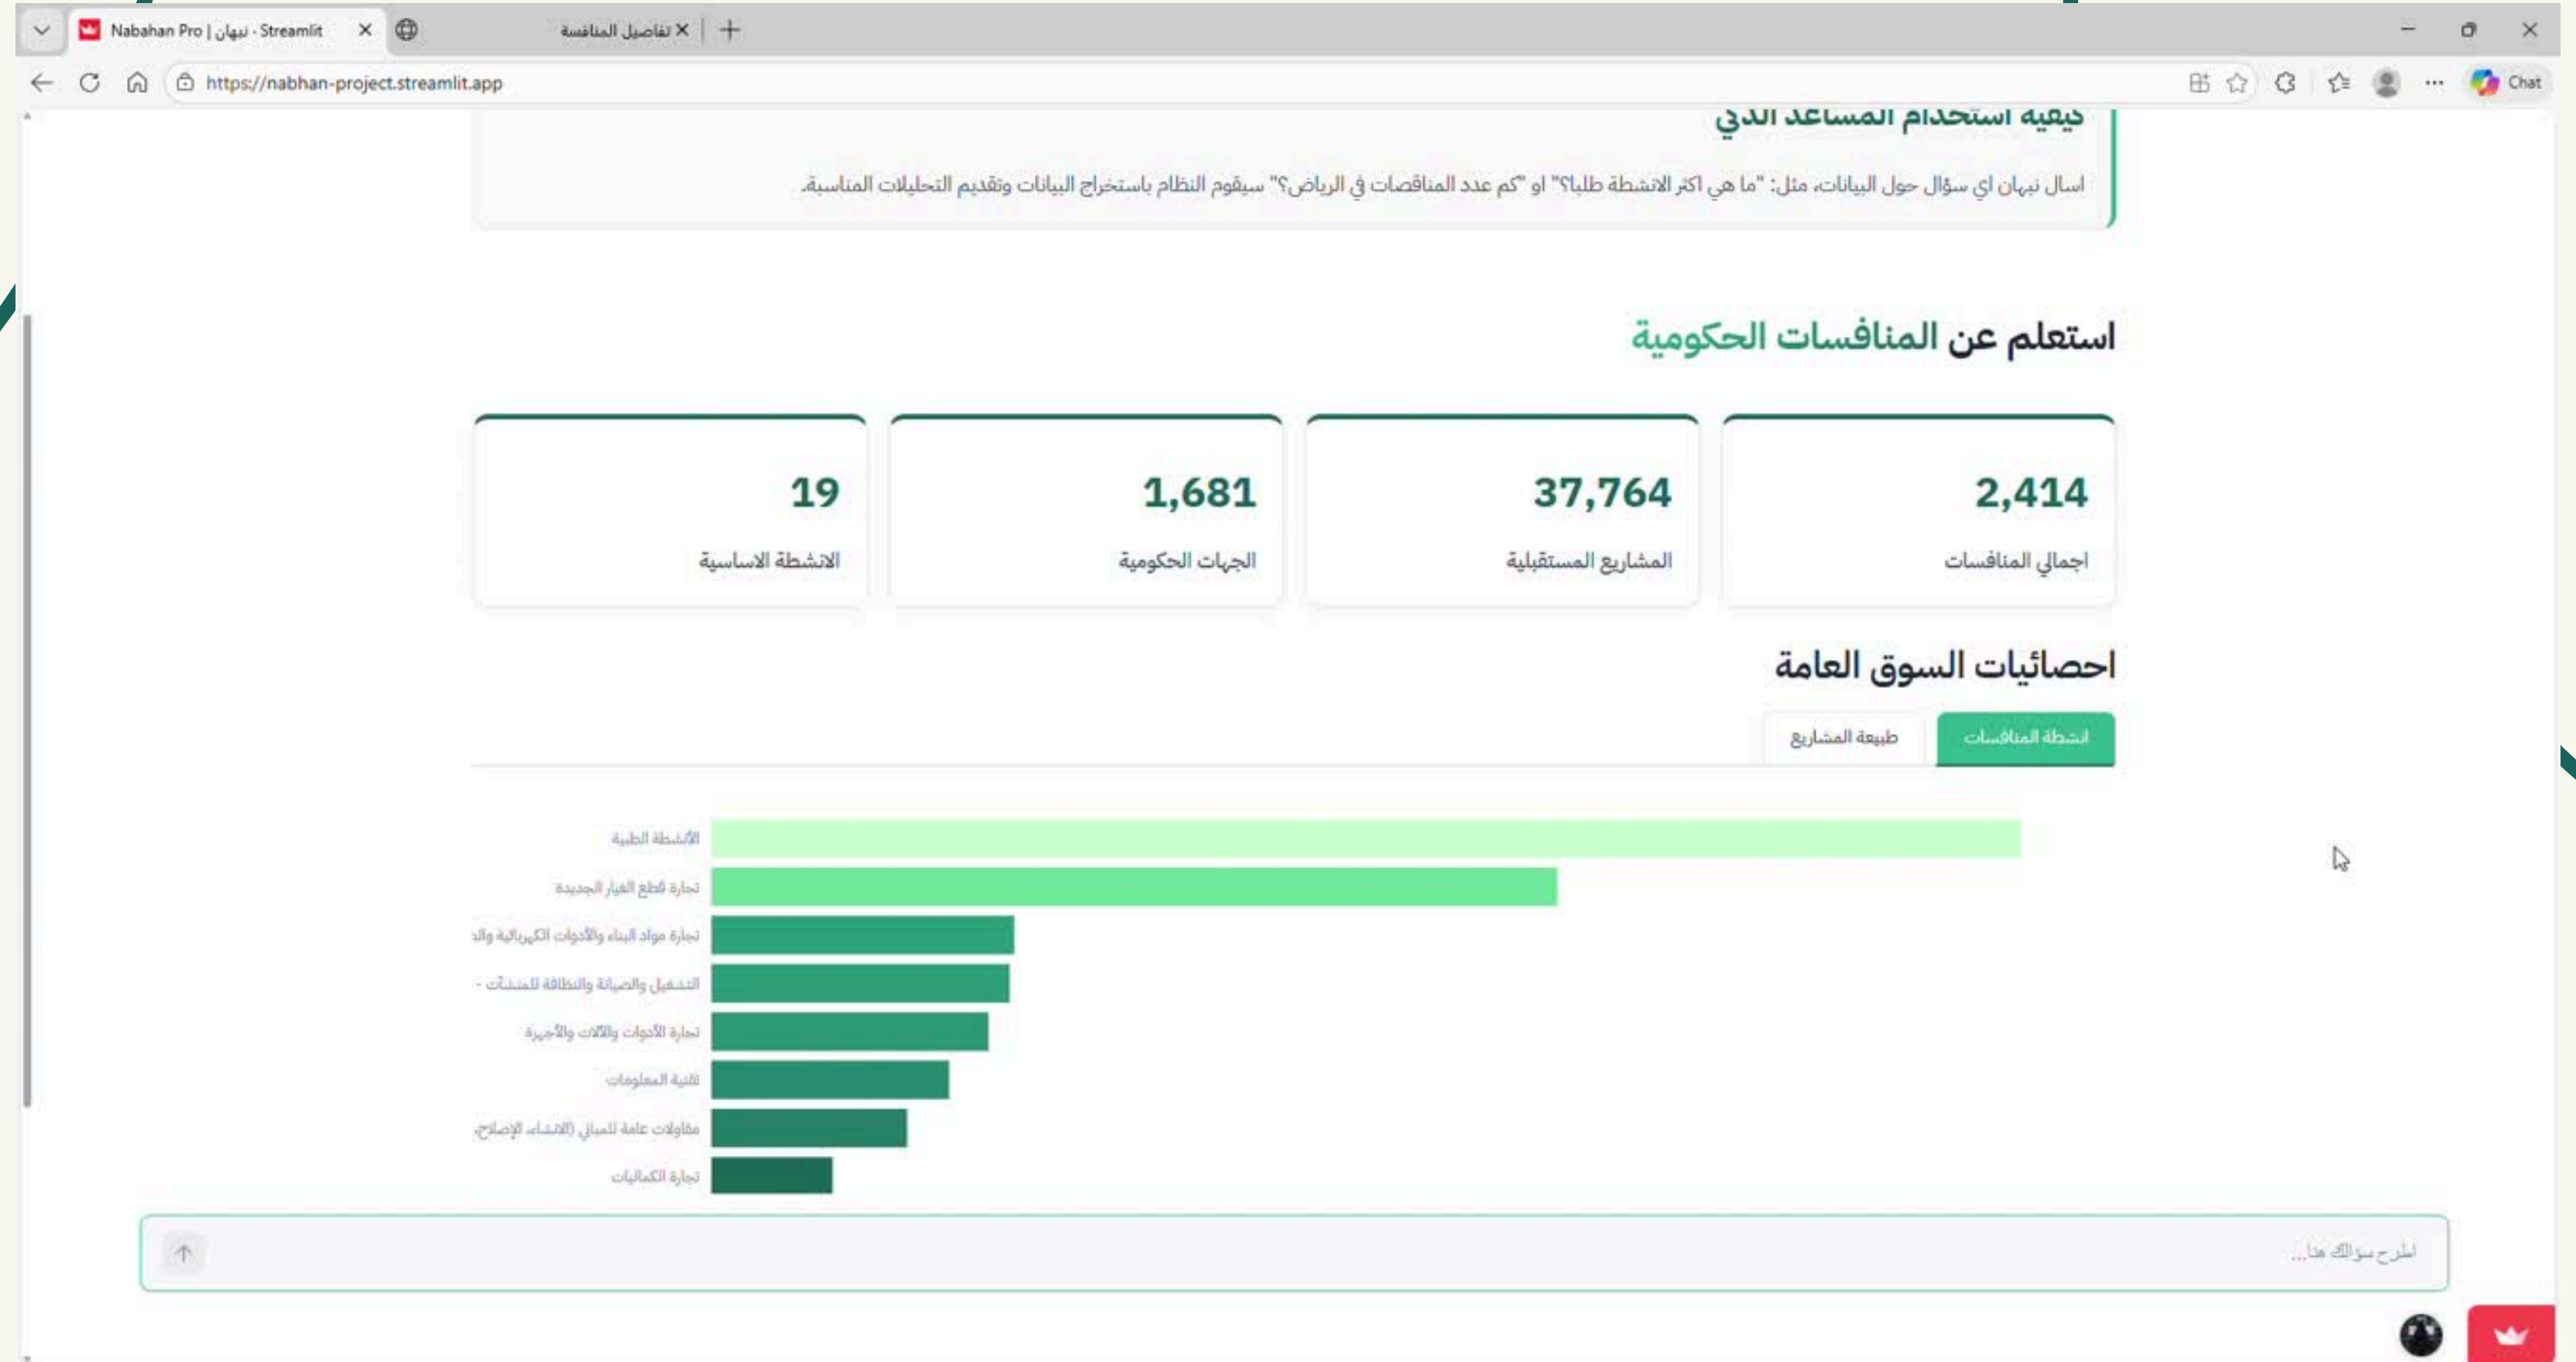 Nabahan Pro | نبهان - Streamlit
تفاصيل المنافسة
https://nabhan-project.streamlit.app
Chat
كيفية استخدام المساعد الذكي
اسال نبهان اي سؤال حول البيانات، مثل: "ما هي اكثر الانشطة طلبا؟" او "كم عدد المناقصات في الرياض؟" سيقوم النظام باستخراج البيانات وتقديم التحليلات المناسبة.
استعلم عن المنافسات الحكومية
2,414
اجمالي المنافسات
37,764
المشاريع المستقبلية
1,681
الجهات الحكومية
19
الانشطة الاساسية
احصائيات السوق العامة
انشطة المنافسات
طبيعة المشاريع
الأنشطة الطبية
تجارة قطع الغيار الجديدة
تجارة مواد البناء والأدوات الكهربائية والد
التشغيل والصيانة والنظافة للمنشآت -
تجارة الأدوات والآلات والأجهزة
تقنية المعلومات
مقاولات عامة للمباني (الانشاء، الإصلاح،
تجارة الكماليات
اطرح سؤالك هنا...